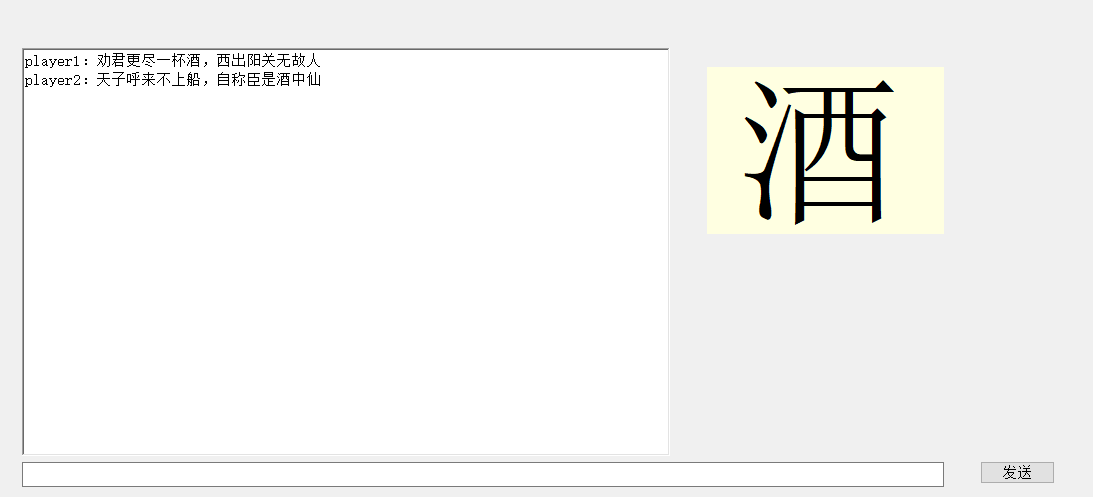 player1：劝君更尽一杯酒，西出阳关无故人
player2：天子呼来不上船，自称臣是酒中仙
酒
发送